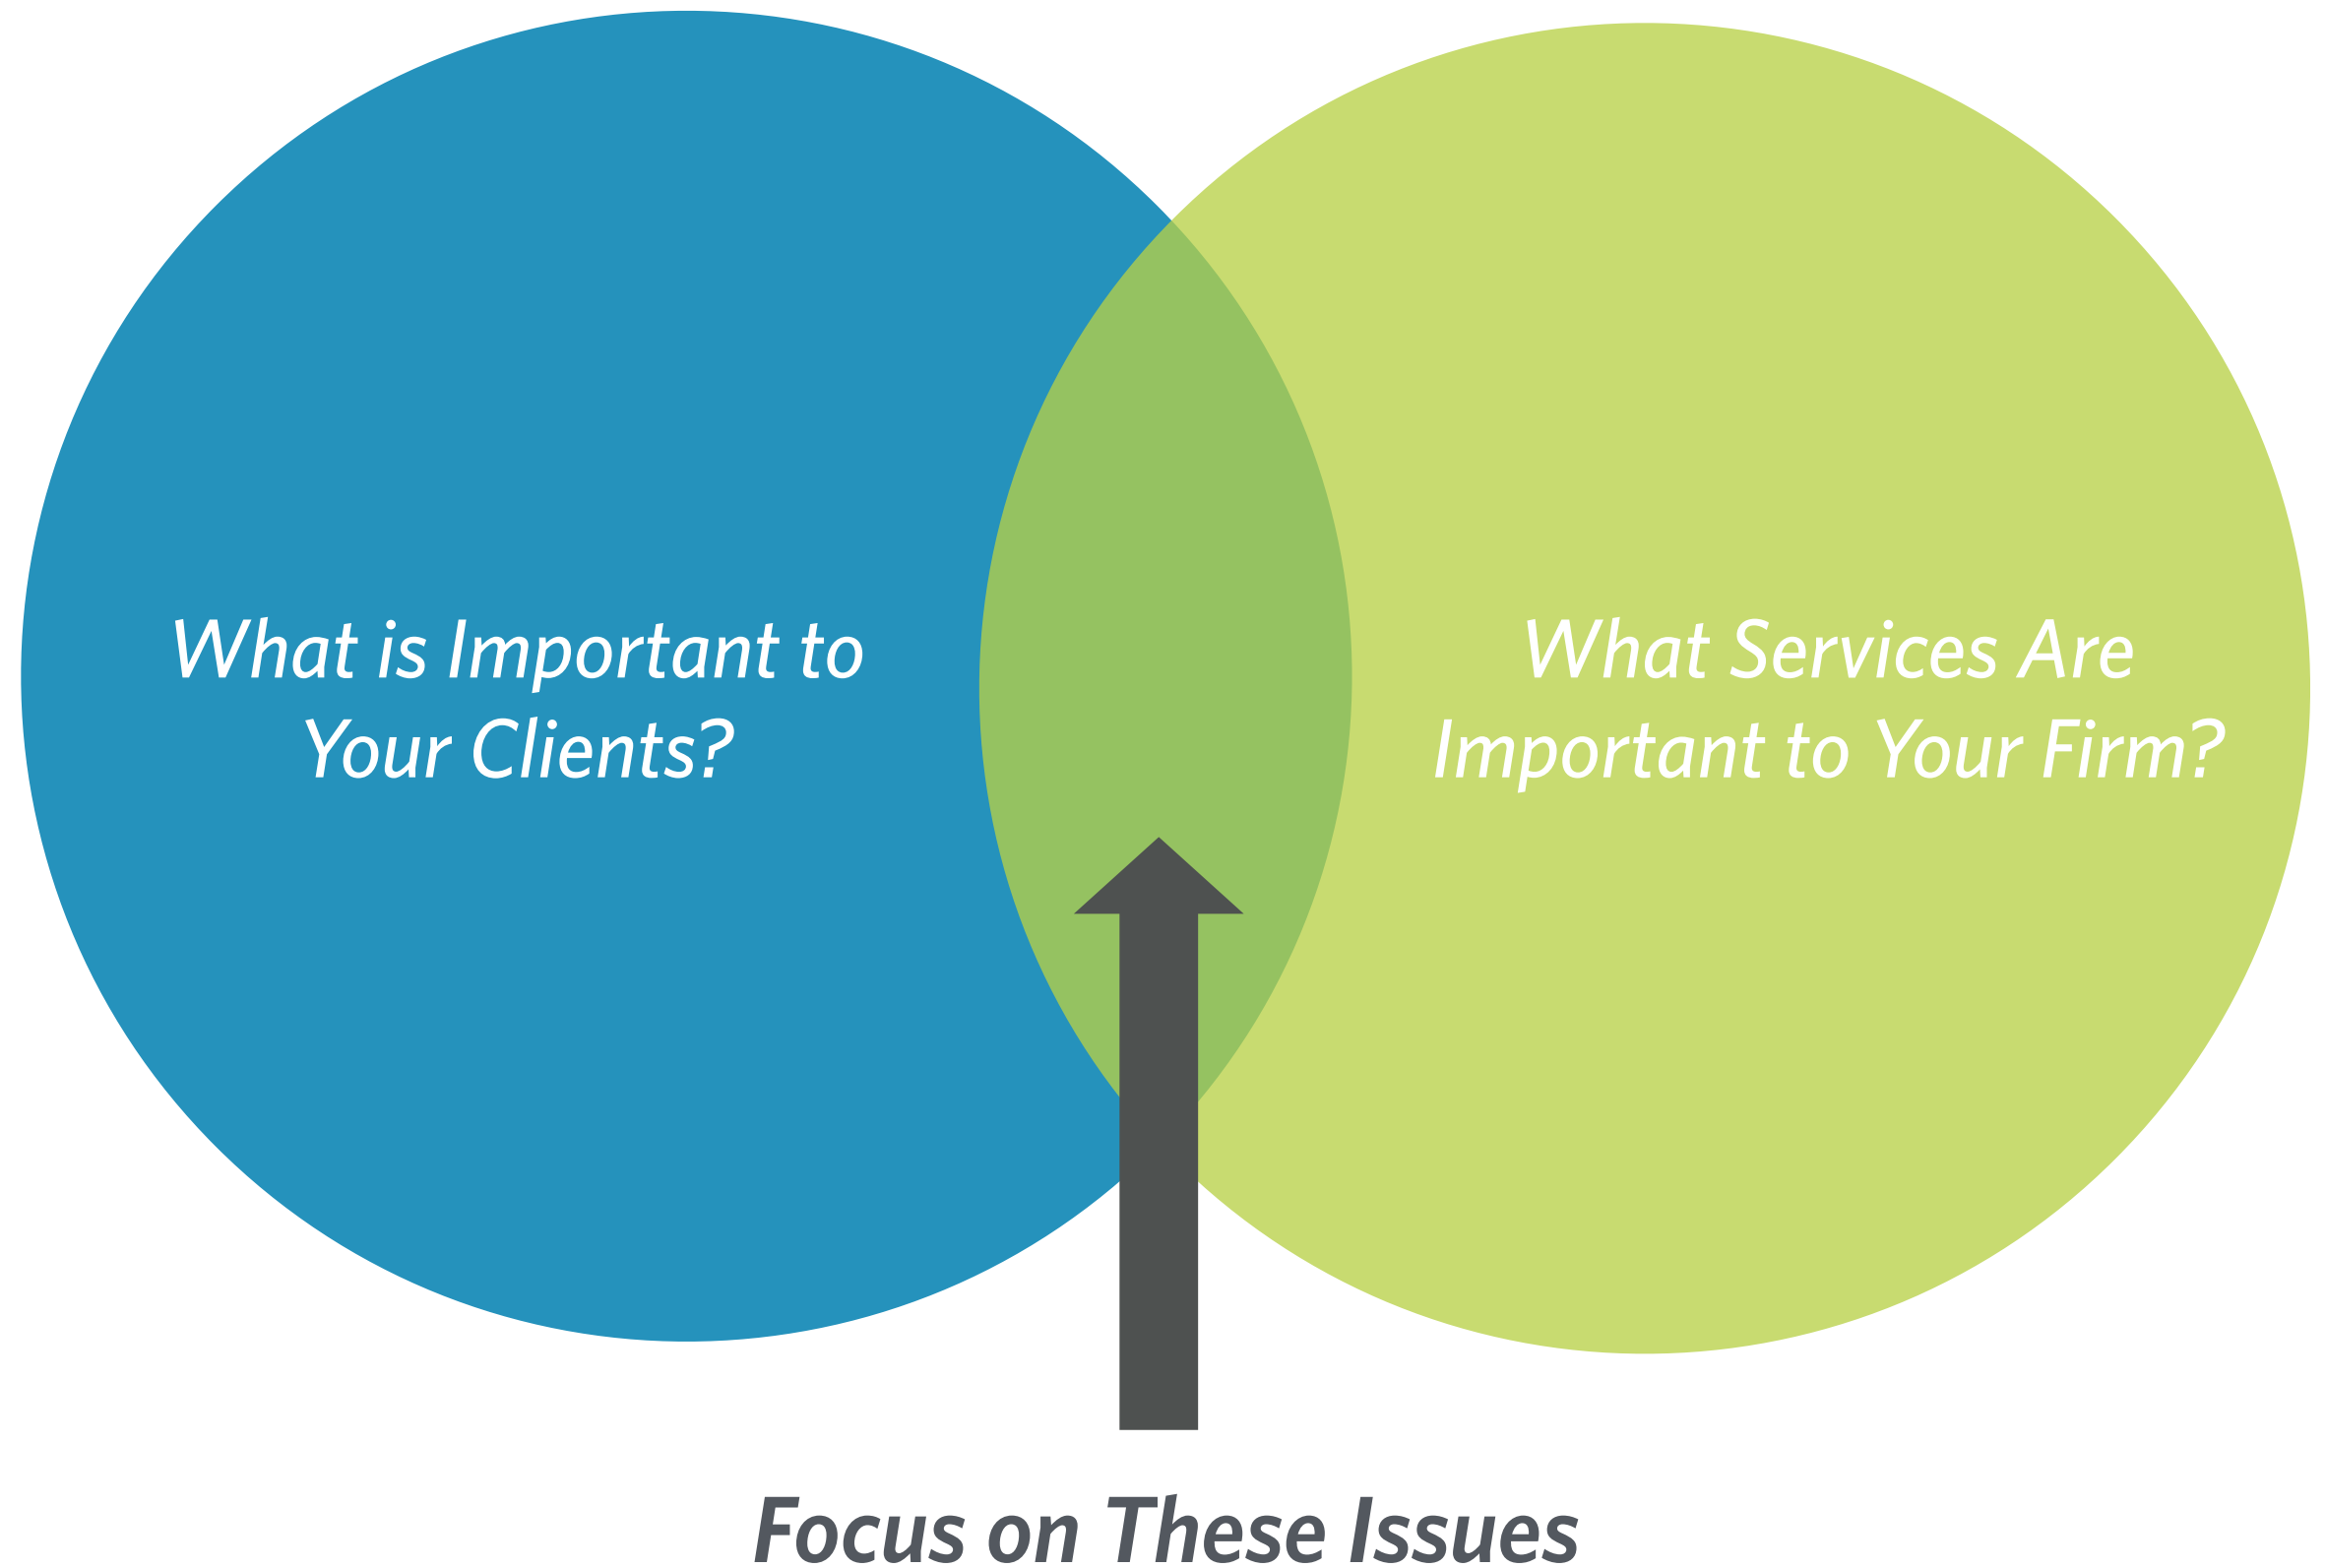 What is Important to
Your Clients?
What Services Are
Important to Your Firm?
Focus on These Issues